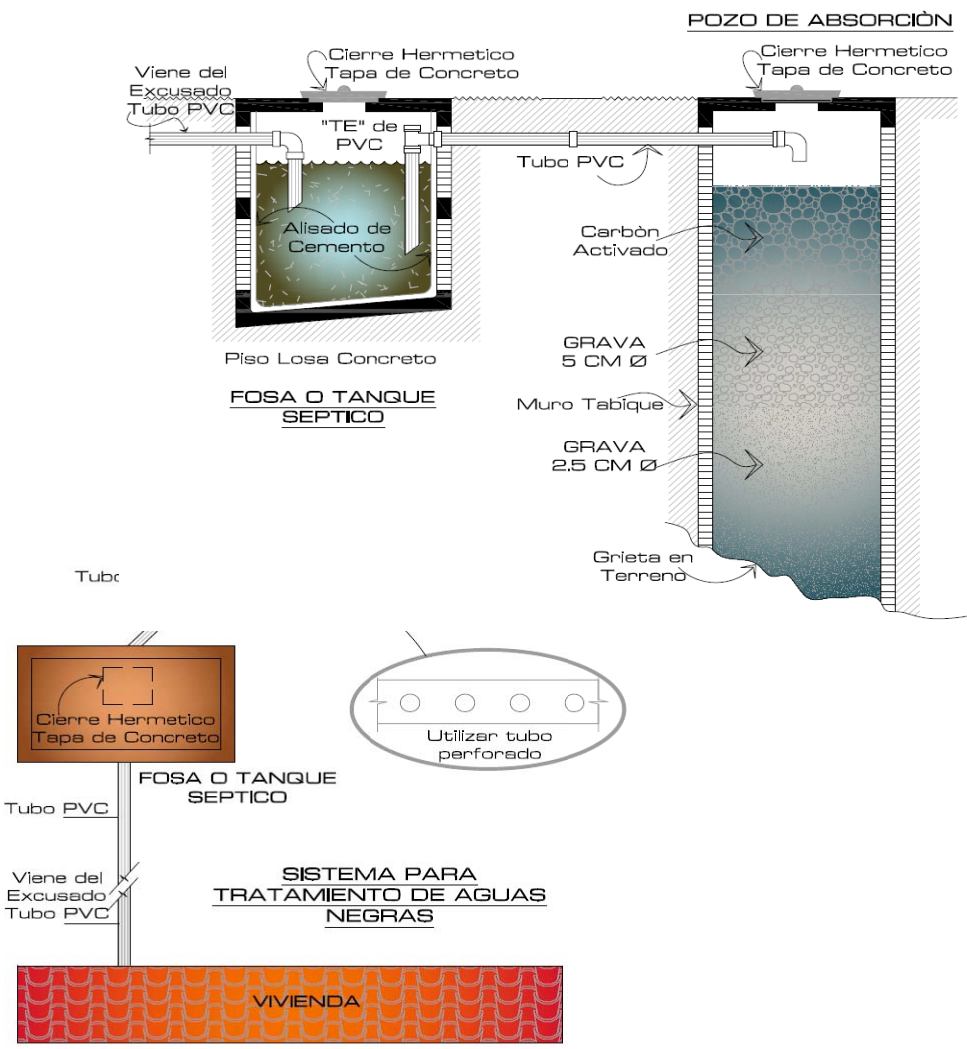 POZO DE ABSORCIÒN
Cierre Hermetico
Tapa de Concreto
Cierre Hermetico
Tapa de Concreto
Viene del
Excusado
Tubo PVC
"TE" de
PVC
Tubo PVC
Alisado de
Cemento
Carbòn
Activado
GRAVA
5 CM Ø
Piso Losa Concreto
FOSA O TANQUE
SEPTICO
Muro Tabique
GRAVA
2.5 CM Ø
Grieta en
Terreno
Tubo
Cierre Hermetico
Tapa de Concreto
Utilizar tubo
perforado
FOSA O TANQUE
SEPTICO
Tubo PVC
Viene del
Excusado
Tubo PVC
SISTEMA PARA
TRATAMIENTO DE AGUAS
NEGRAS
VIVIENDA